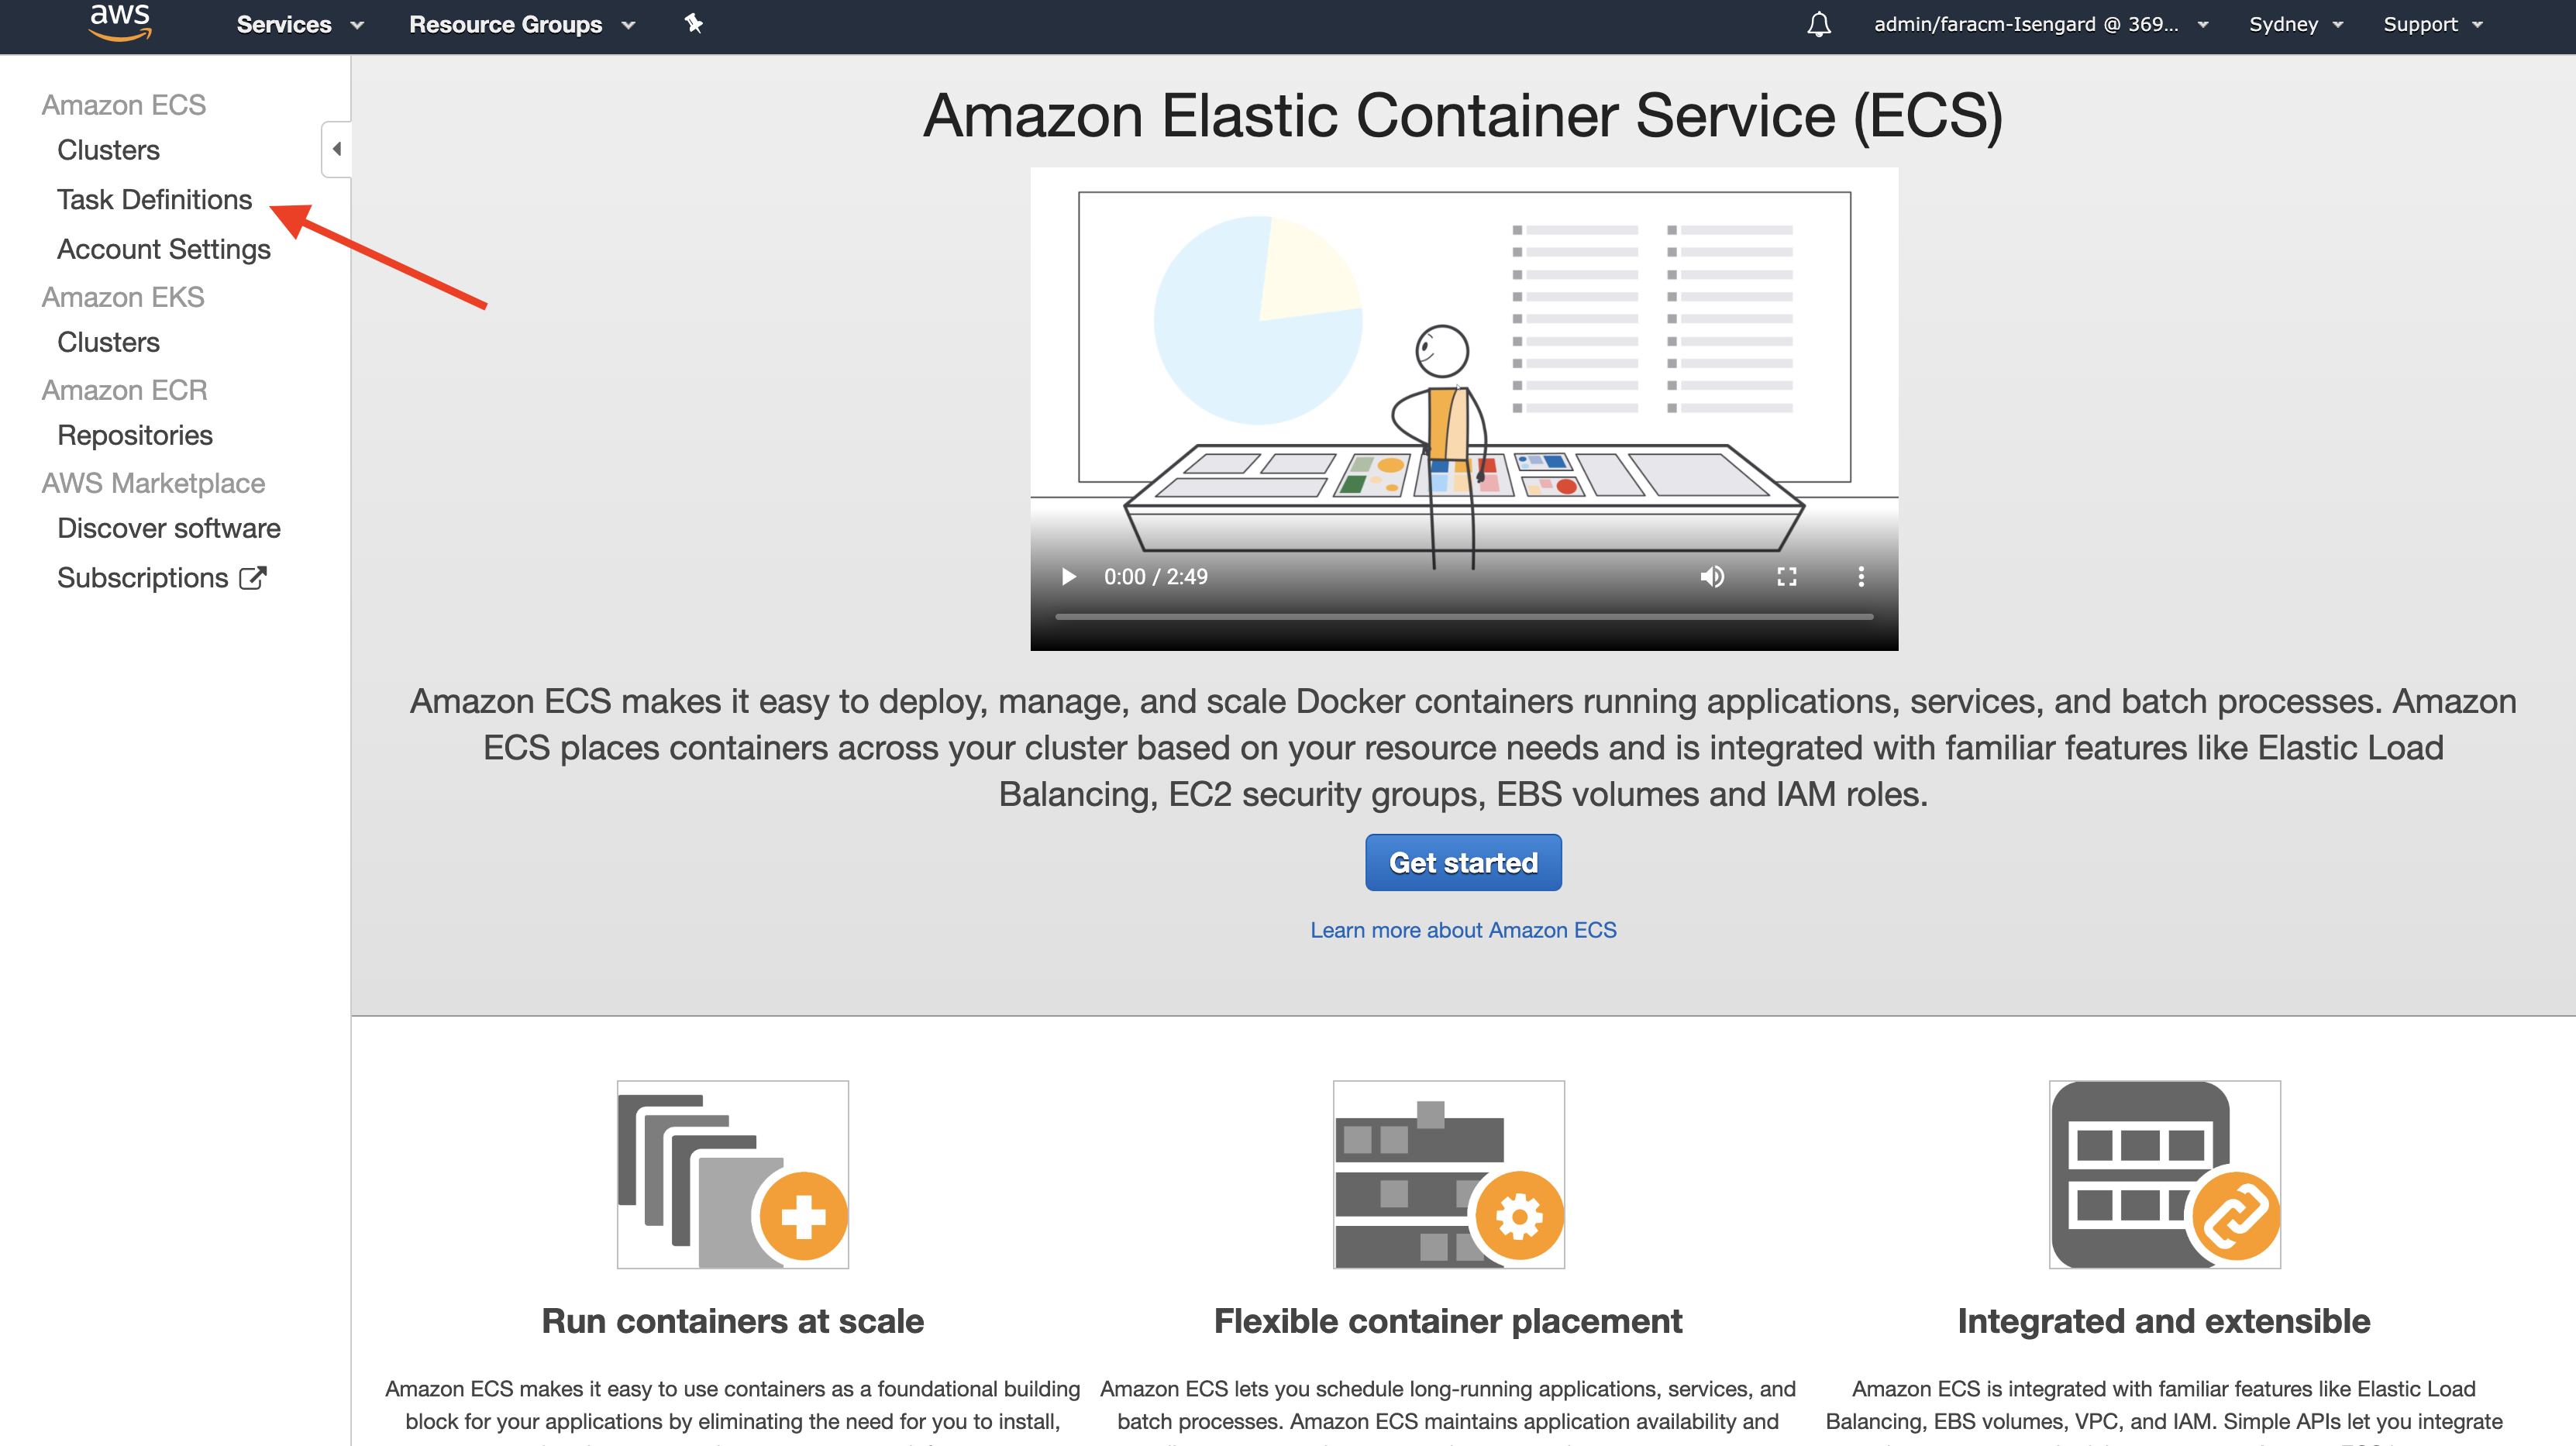 aws
Services
Resource Groups
admin/faracm-Isengard @ 369...
Sydney
Support
Amazon ECS
Clusters
Task Definitions
Account Settings
Amazon EKS
Clusters
Amazon ECR
Repositories
AWS Marketplace
Discover software
Subscriptions
Amazon Elastic Container Service (ECS)
0:00 / 2:49
Amazon ECS makes it easy to deploy, manage, and scale Docker containers running applications, services, and batch processes. Amazon
ECS places containers across your cluster based on your resource needs and is integrated with familiar features like Elastic Load
Balancing, EC2 security groups, EBS volumes and IAM roles.
Get started
Learn more about Amazon ECS
Run containers at scale
Amazon ECS makes it easy to use containers as a foundational building
block for your applications by eliminating the need for you to install,
Flexible container placement
Amazon ECS lets you schedule long-running applications, services, and
batch processes. Amazon ECS maintains application availability and
Integrated and extensible
Amazon ECS is integrated with familiar features like Elastic Load
Balancing, EBS volumes, VPC, and IAM. Simple APIs let you integrate